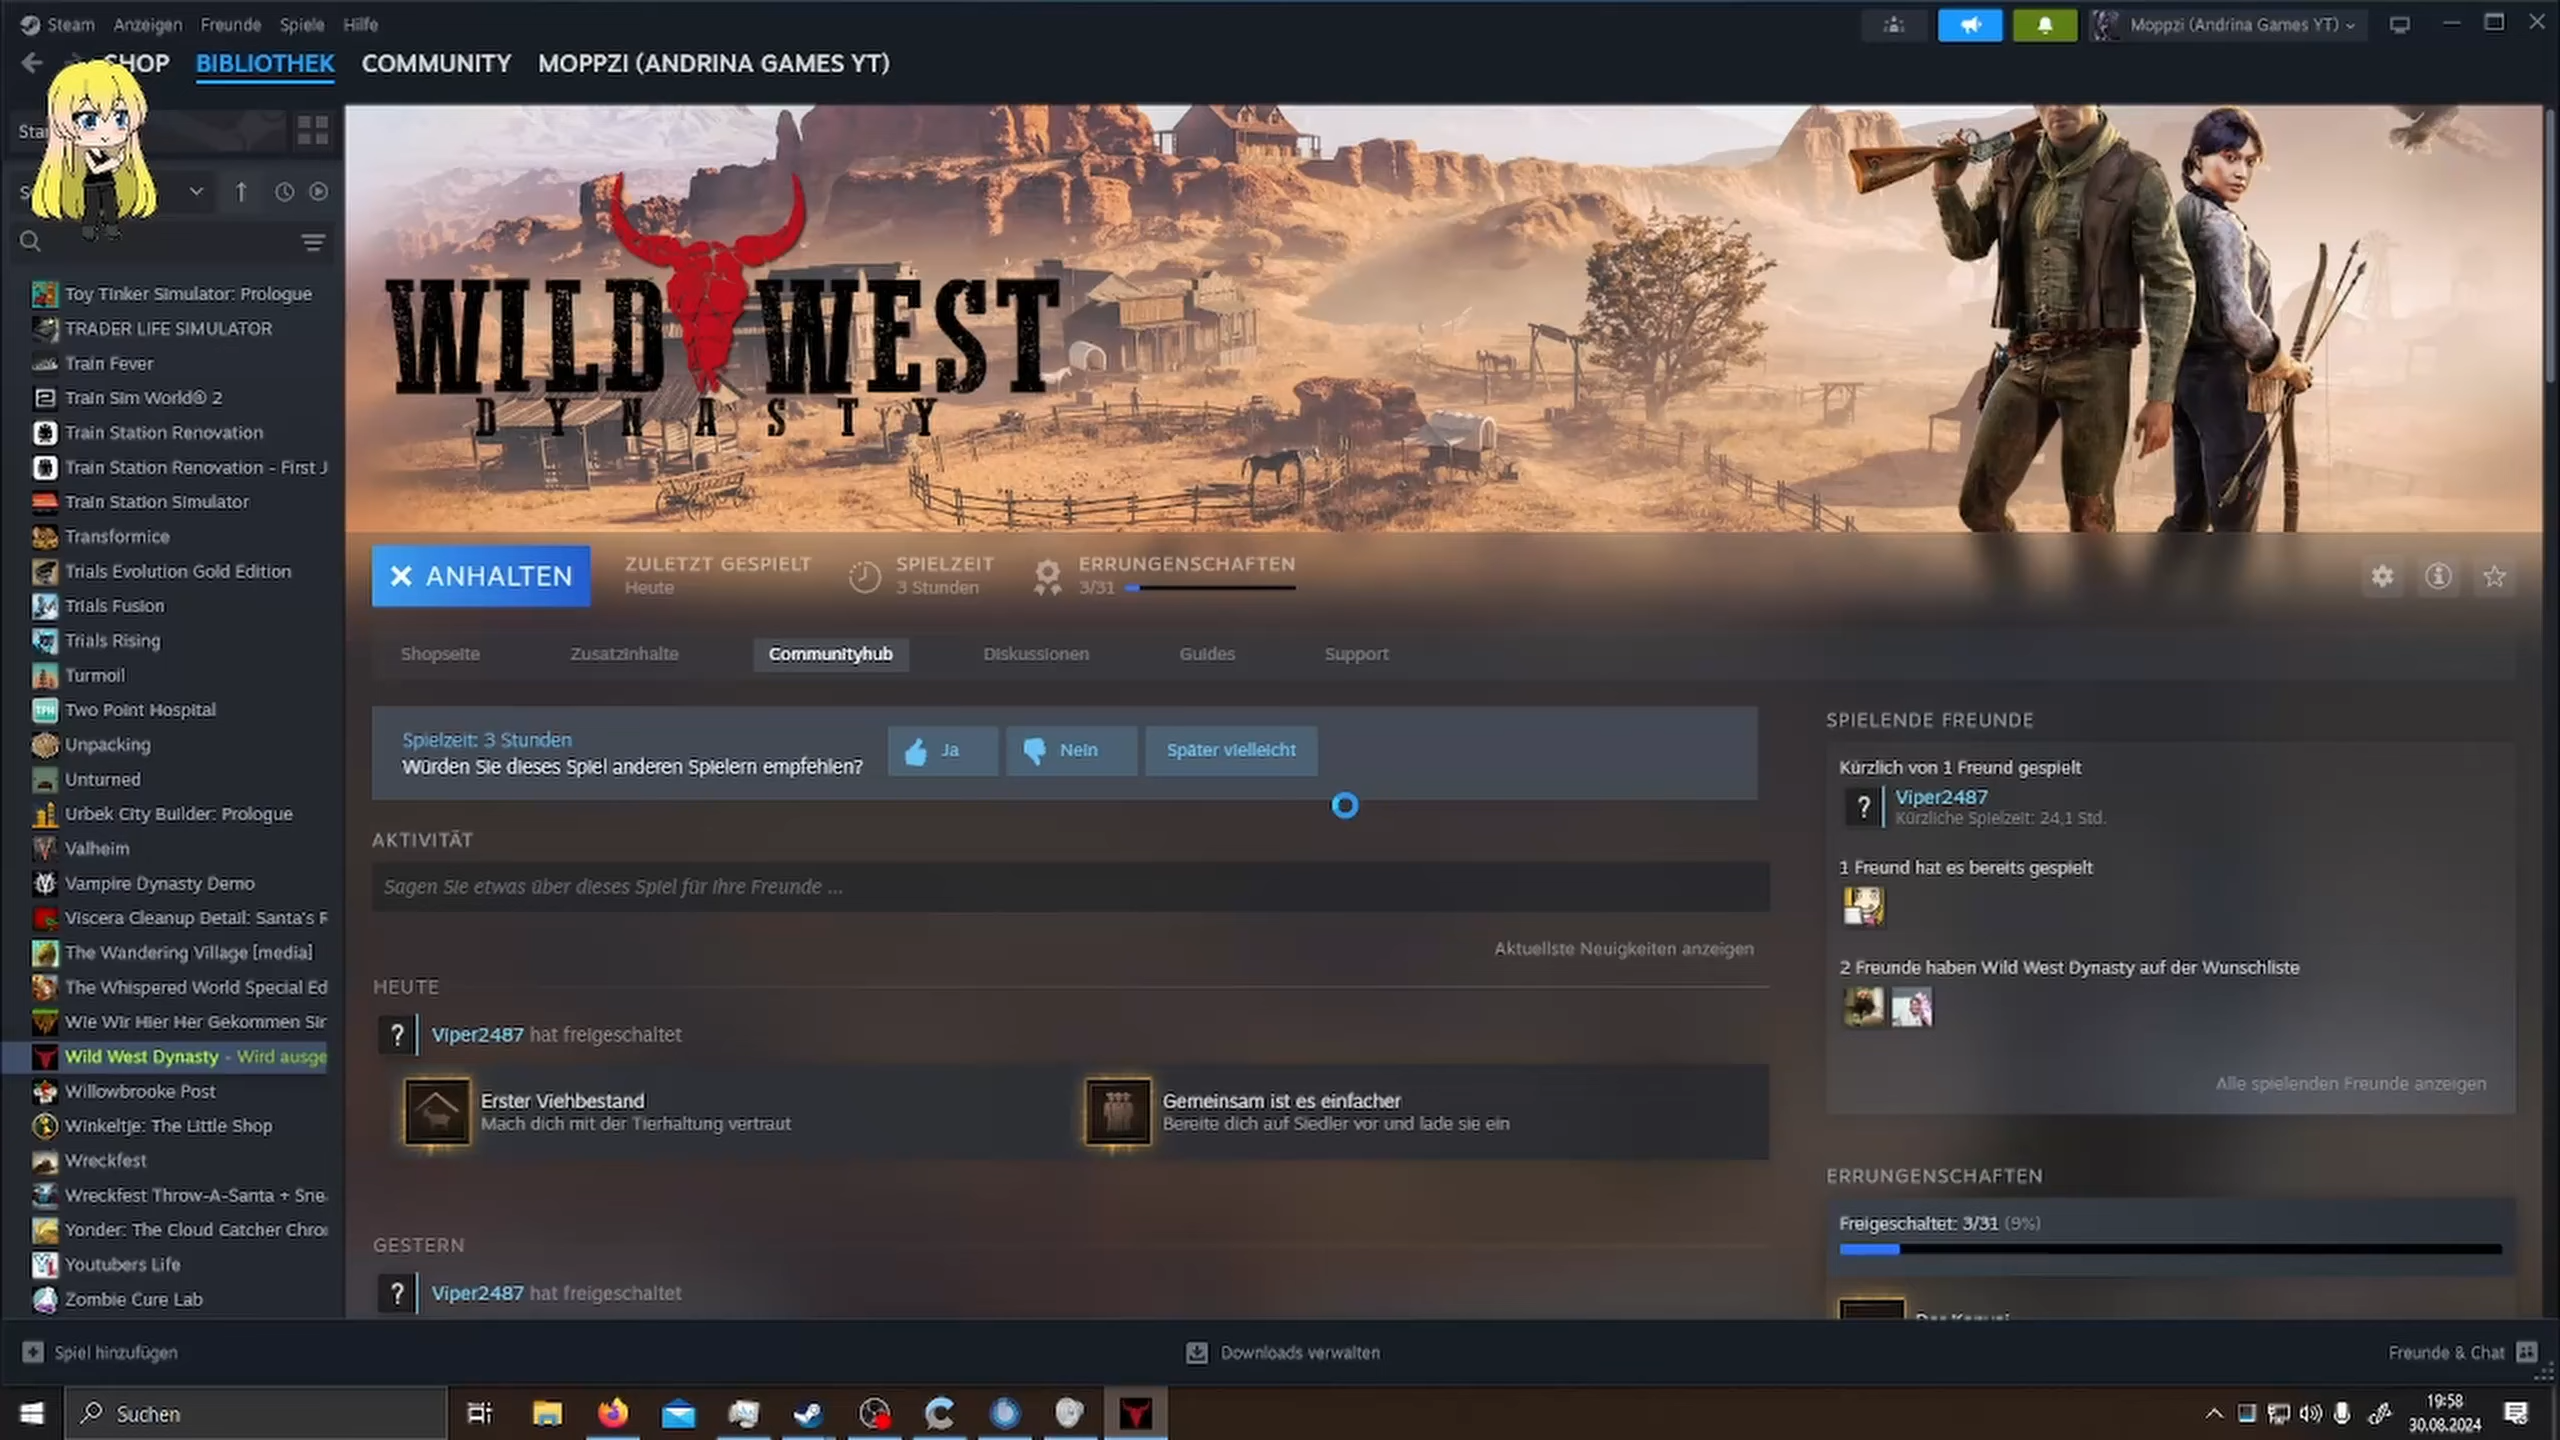 Steam Anzeigen Freunde Spiele Hilfe
Moppzi (Andrina Games YT)
SHOP BIBLIOTHEK COMMUNITY MOPPZI (ANDRINA GAMES YT)
Toy Tinker Simulator: Prologue
TRADER LIFE SIMULATOR
Train Fever
Train Sim World® 2
Train Station Renovation
Train Station Renovation - First J
Train Station Simulator
Transformice
Trials Evolution Gold Edition
Trials Fusion
Trials Rising
Turmoil
Two Point Hospital
Unpacking
Unturned
Urbek City Builder: Prologue
Valheim
Vampire Dynasty Demo
Viscera Cleanup Detail: Santa's R
The Wandering Village [media]
The Whispered World Special Ed
Wie Wir Hier Her Gekommen Sin
Wild West Dynasty - Wird ausge
Willowbrooke Post
Winkeltje: The Little Shop
Wreckfest
Wreckfest Throw-A-Santa + Sne
Yonder: The Cloud Catcher Chron
Youtubers Life
Zombie Cure Lab
WILD WEST
DYNASTY
ANHALTEN
ZULETZT GESPIELT
Heute
SPIELZEIT
3 Stunden
ERRUNGENSCHAFTEN
3/31
Shopseite Zusatzinhalte Communityhub Diskussionen Guides Support
Spielzeit: 3 Stunden
Würden Sie dieses Spiel anderen Spielern empfehlen?
Ja Nein Später vielleicht
AKTIVITÄT
Sagen Sie etwas über dieses Spiel für Ihre Freunde ...
Aktuellste Neuigkeiten anzeigen
HEUTE
Viper2487 hat freigeschaltet
Erster Viehbestand
Mach dich mit der Tierhaltung vertraut
Gemeinsam ist es einfacher
Bereite dich auf Siedler vor und lade sie ein
GESTERN
Viper2487 hat freigeschaltet
SPIELENDE FREUNDE
Kürzlich von 1 Freund gespielt
Viper2487
Kürzliche Spielzeit: 24,1 Std.
1 Freund hat es bereits gespielt
2 Freunde haben Wild West Dynasty auf der Wunschliste
Alle spielenden Freunde anzeigen
ERRUNGENSCHAFTEN
Freigeschaltet: 3/31 (9%)
Spiel hinzufügen
Downloads verwalten
Freunde & Chat
Suchen
19:58
30.08.2024